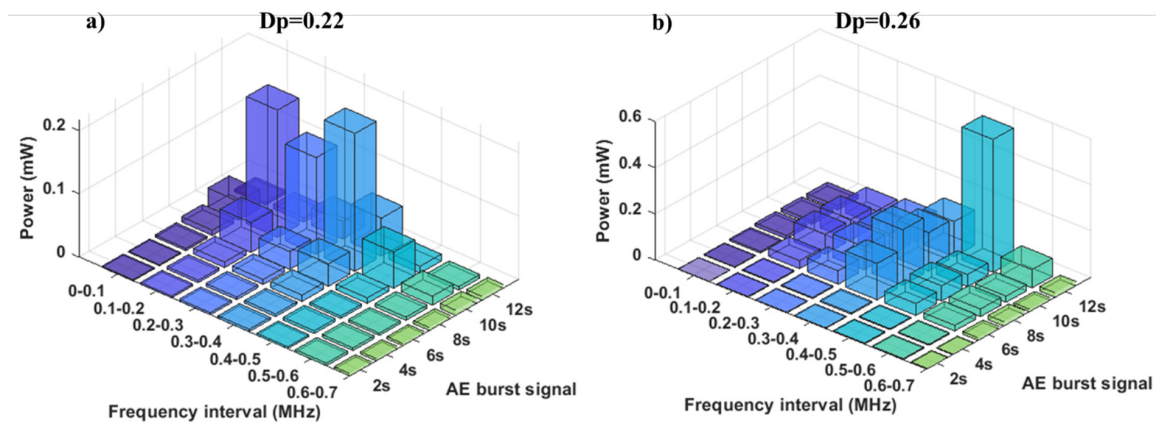 a)
Dp=0.22
Power (mW)
0.2
0.1
0
0-0.1
0.1-0.2
0.2-0.3
0.3-0.4
0.4-0.5
0.5-0.6
0.6-0.7
Frequency interval (MHz)
2s
4s
6s
8s
10s
12s
AE burst signal
b)
Dp=0.26
Power (mW)
0.6
0.4
0.2
0
0-0.1
0.1-0.2
0.2-0.3
0.3-0.4
0.4-0.5
0.5-0.6
0.6-0.7
Frequency interval (MHz)
2s
4s
6s
8s
10s
12s
AE burst signal